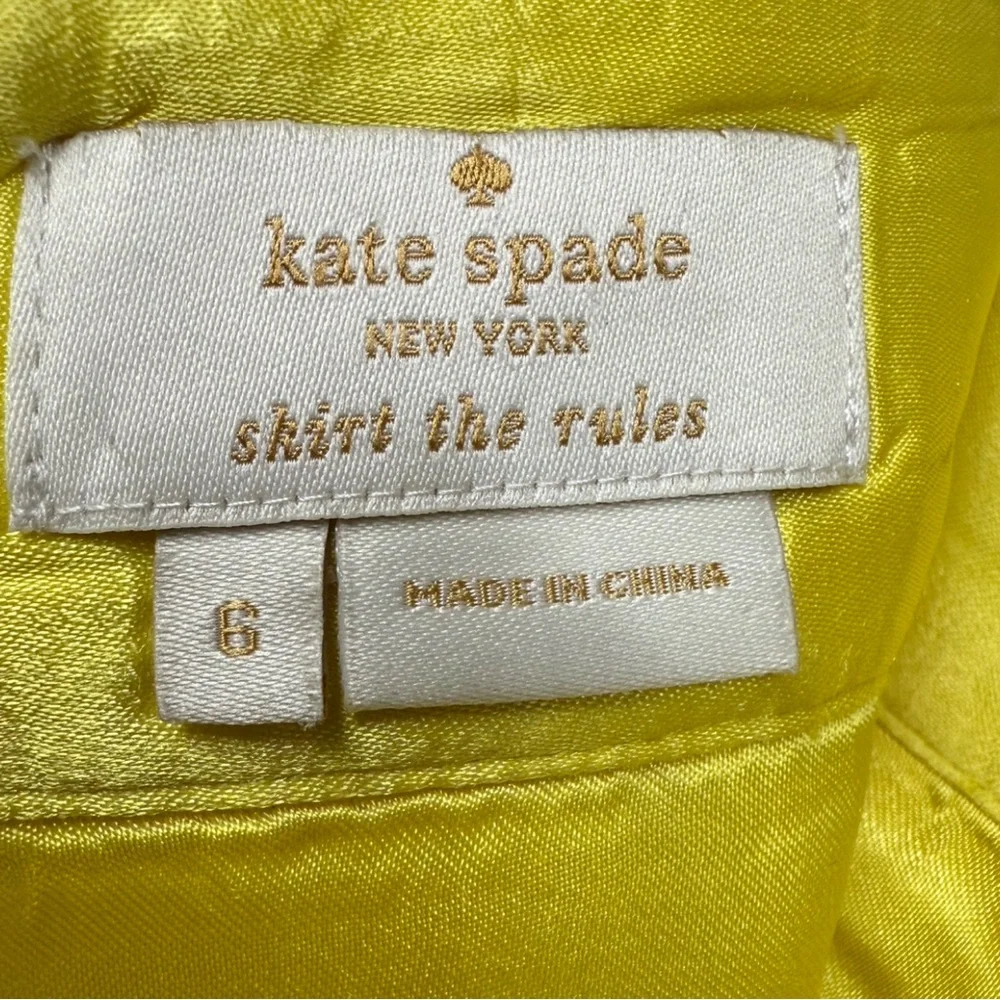 kate spade
NEW YORK
skirt the rules
6
MADE IN CHINA